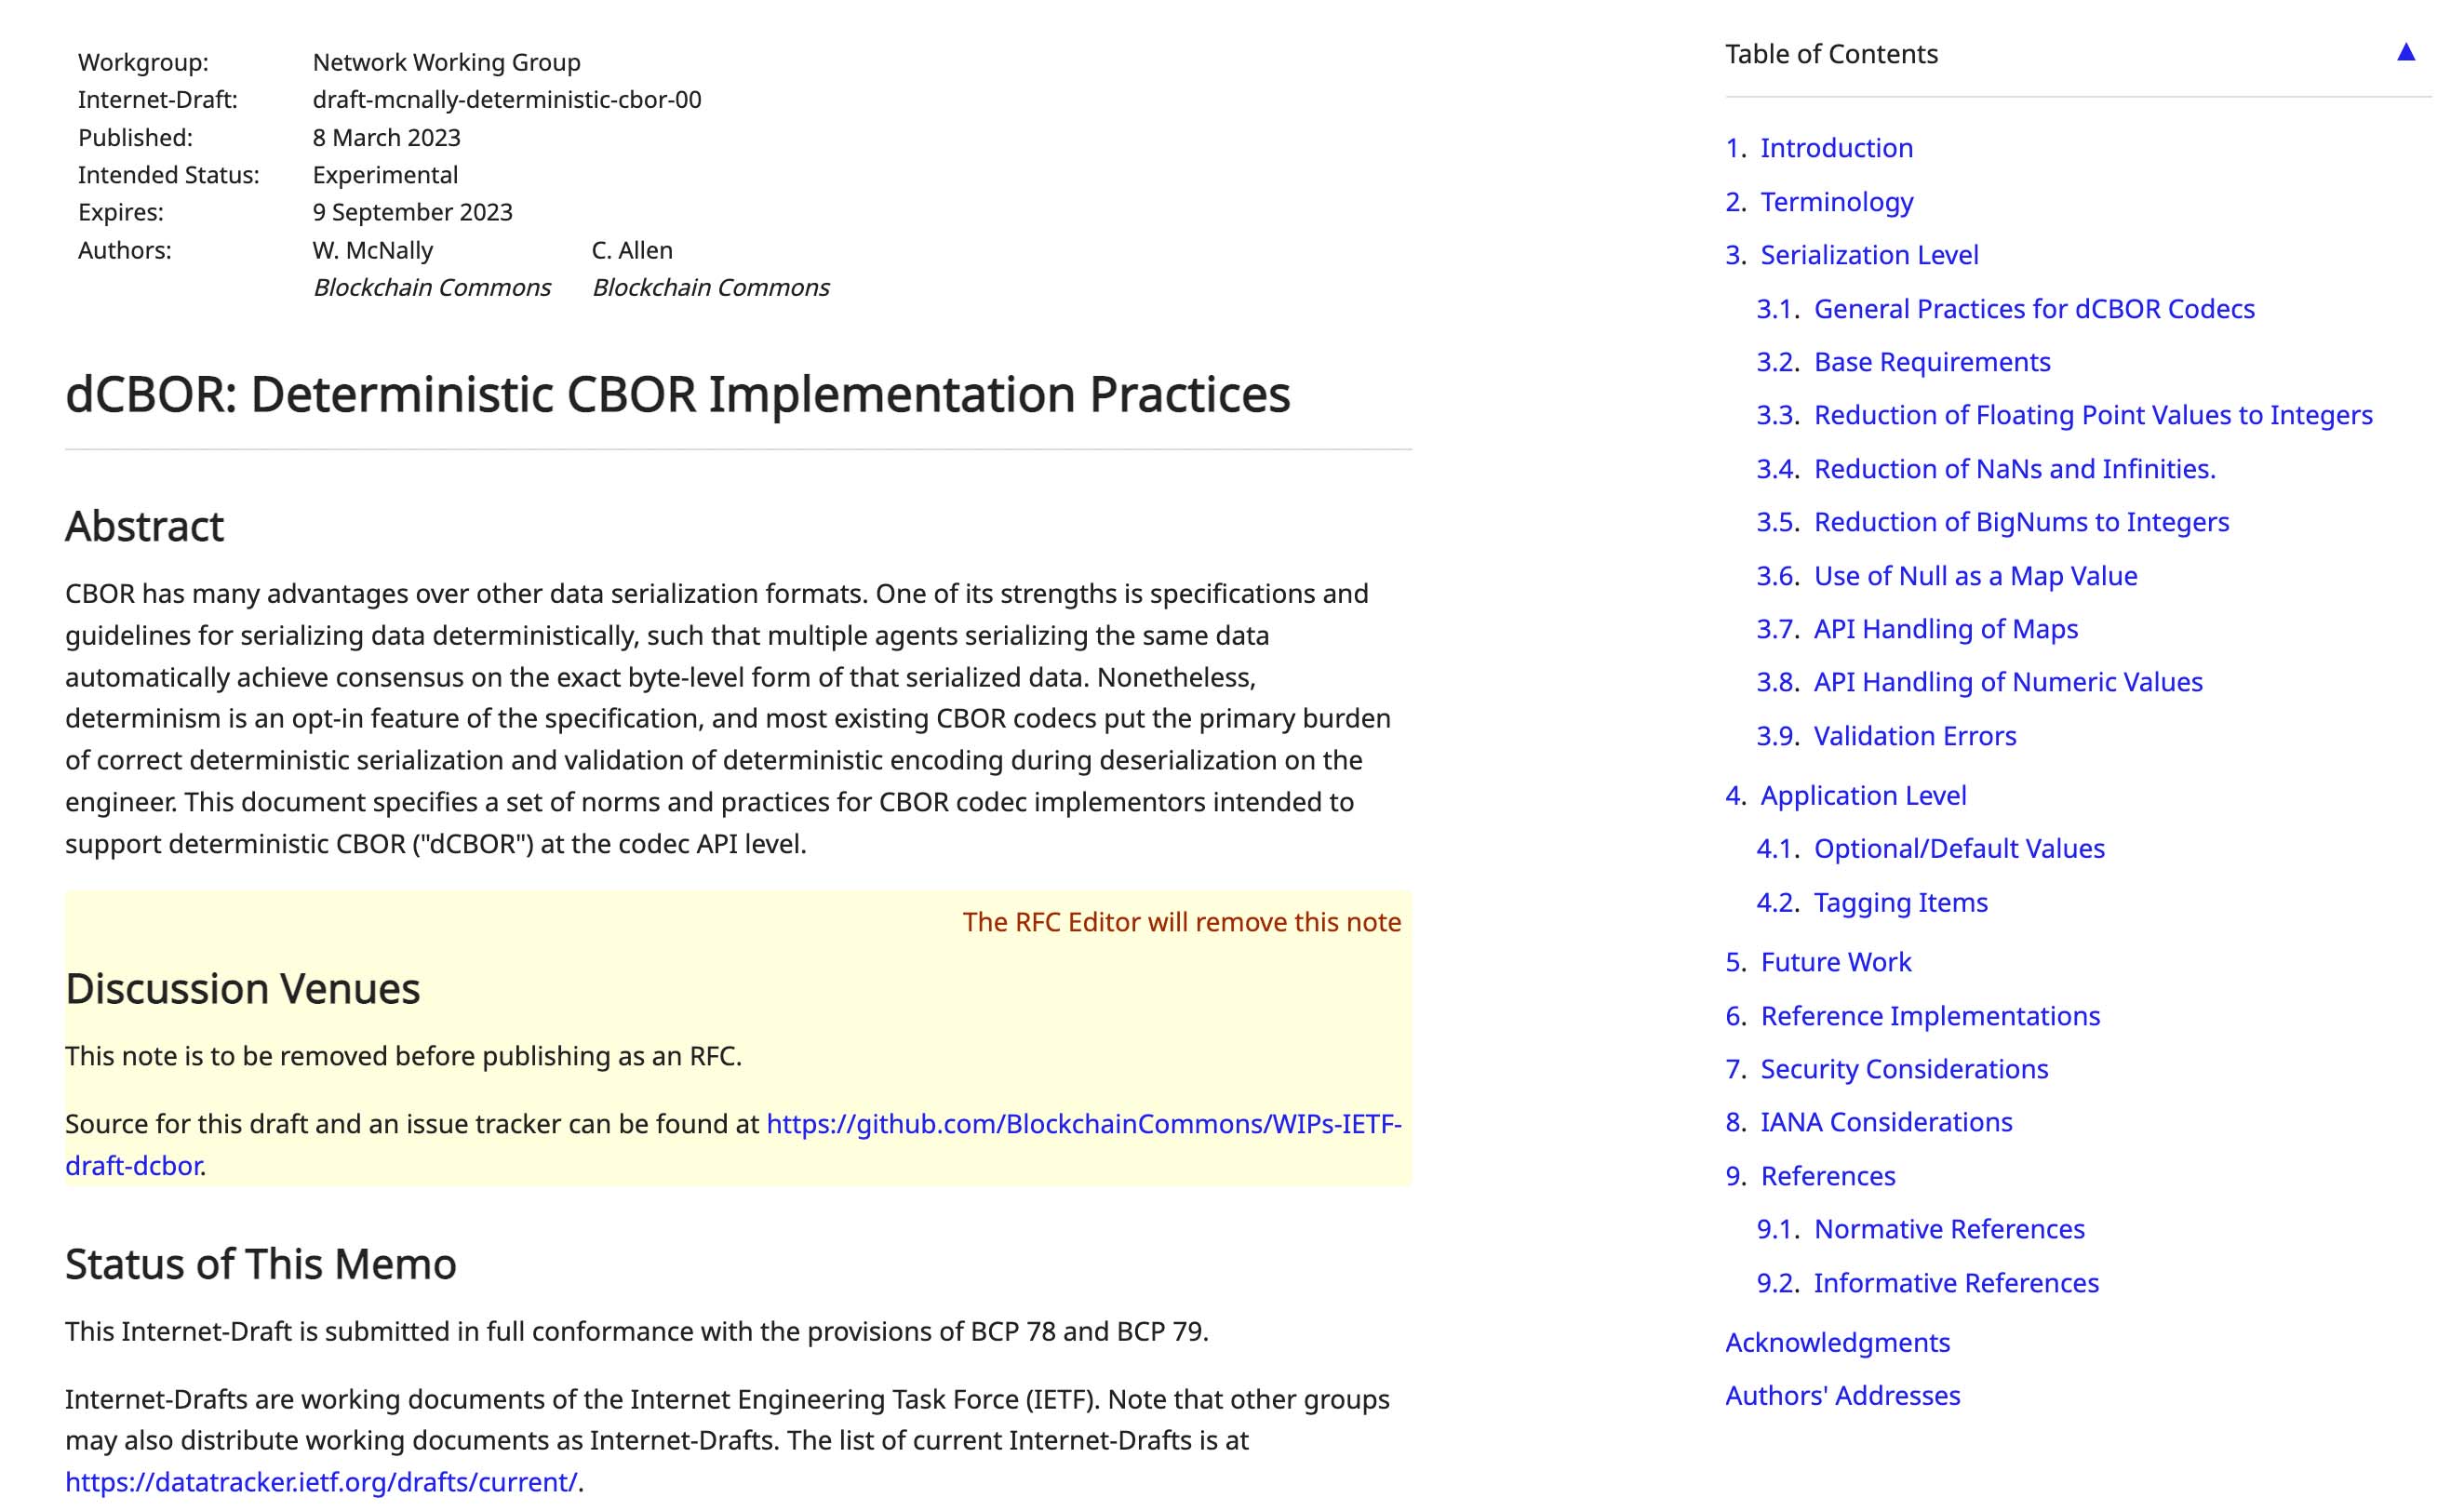 Workgroup: Network Working Group
Internet-Draft: draft-mcnally-deterministic-cbor-00
Published: 8 March 2023
Intended Status: Experimental
Expires: 9 September 2023
Authors: W. McNally C. Allen
Blockchain Commons Blockchain Commons
dCBOR: Deterministic CBOR Implementation Practices
Abstract
CBOR has many advantages over other data serialization formats. One of its strengths is specifications and
guidelines for serializing data deterministically, such that multiple agents serializing the same data
automatically achieve consensus on the exact byte-level form of that serialized data. Nonetheless,
determinism is an opt-in feature of the specification, and most existing CBOR codecs put the primary burden
of correct deterministic serialization and validation of deterministic encoding during deserialization on the
engineer. This document specifies a set of norms and practices for CBOR codec implementors intended to
support deterministic CBOR ("dCBOR") at the codec API level.
The RFC Editor will remove this note
Discussion Venues
This note is to be removed before publishing as an RFC.
Source for this draft and an issue tracker can be found at https://github.com/BlockchainCommons/WIPs-IETF-
draft-dcbor.
Status of This Memo
This Internet-Draft is submitted in full conformance with the provisions of BCP 78 and BCP 79.
Internet-Drafts are working documents of the Internet Engineering Task Force (IETF). Note that other groups
may also distribute working documents as Internet-Drafts. The list of current Internet-Drafts is at
https://datatracker.ietf.org/drafts/current/.
Table of Contents ▲
1. Introduction
2. Terminology
3. Serialization Level
3.1. General Practices for dCBOR Codecs
3.2. Base Requirements
3.3. Reduction of Floating Point Values to Integers
3.4. Reduction of NaNs and Infinities.
3.5. Reduction of BigNums to Integers
3.6. Use of Null as a Map Value
3.7. API Handling of Maps
3.8. API Handling of Numeric Values
3.9. Validation Errors
4. Application Level
4.1. Optional/Default Values
4.2. Tagging Items
5. Future Work
6. Reference Implementations
7. Security Considerations
8. IANA Considerations
9. References
9.1. Normative References
9.2. Informative References
Acknowledgments
Authors' Addresses